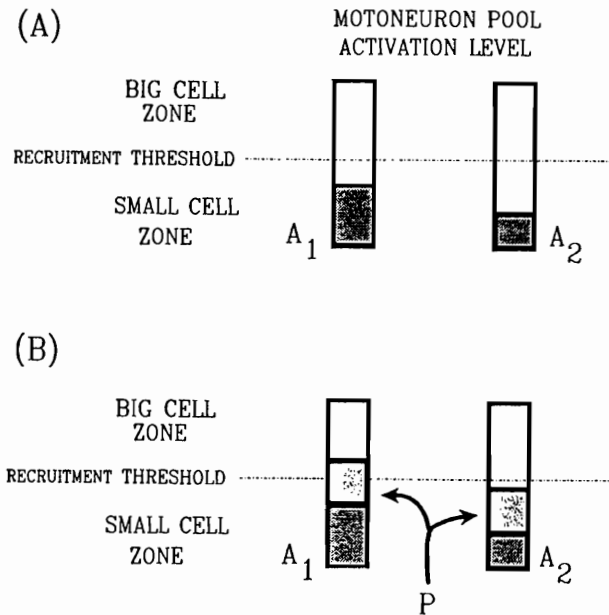 (A)
MOTONEURON POOL
ACTIVATION LEVEL
BIG CELL
ZONE
RECRUITMENT THRESHOLD
SMALL CELL
ZONE
A1
A2
(B)
BIG CELL
ZONE
RECRUITMENT THRESHOLD
SMALL CELL
ZONE
A1
A2
P